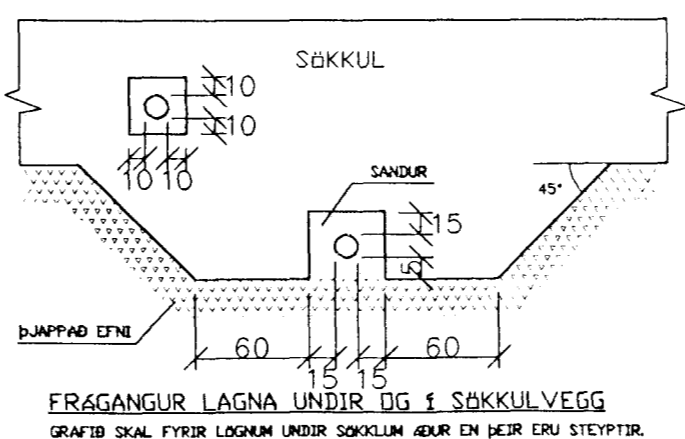 SÖKKUL
10
10
10 10
SANDUR
45°
15
5
ÞJAPPAÐ EFNI
60
15 15
60
FRÁGANGUR LAGNA UNDIR OG Í SÖKKULVEGG
GRAFIÐ SKAL FYRIR LÖGNUM UNDIR SÖKKLUM ÁÐUR EN ÞEIR ERU STEYPTIR.